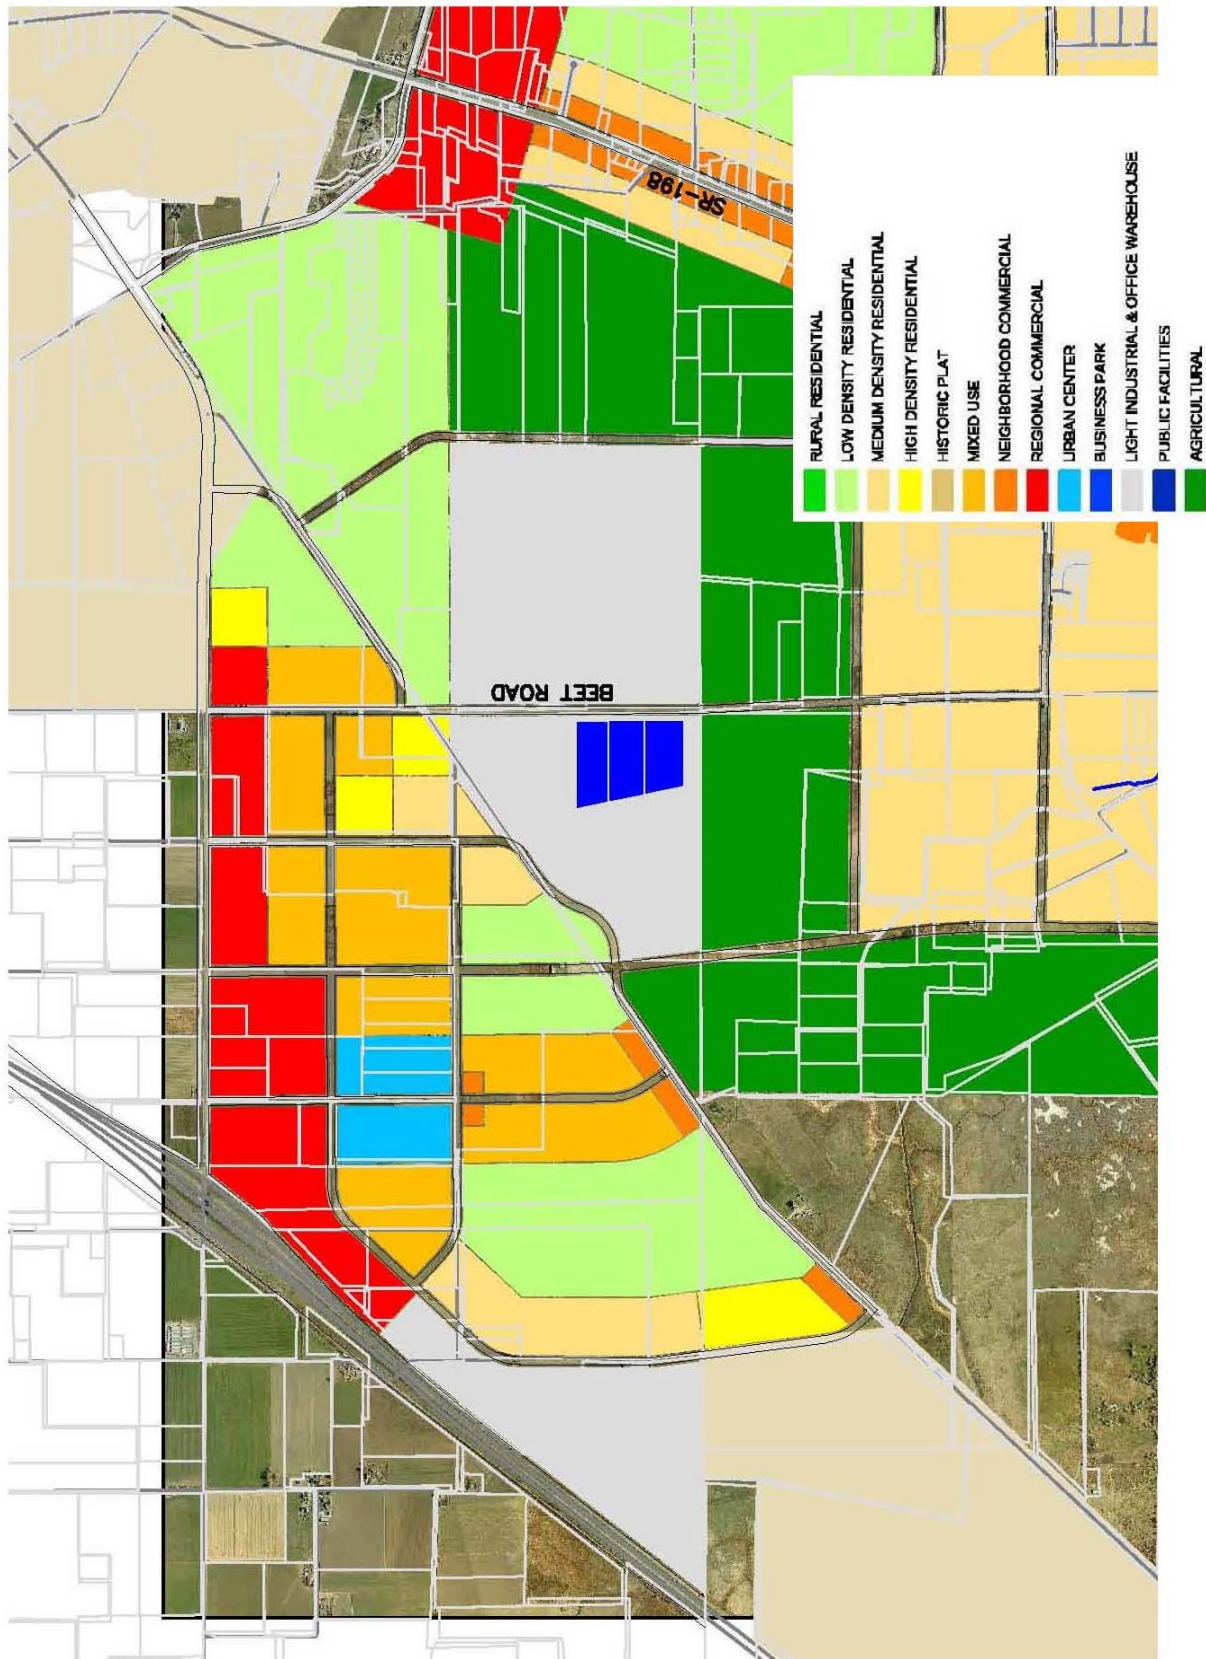 SR-198
BEET ROAD
RURAL RESIDENTIAL
LOW DENSITY RESIDENTIAL
MEDIUM DENSITY RESIDENTIAL
HIGH DENSITY RESIDENTIAL
HISTORIC PLAT
MIXED USE
NEIGHBORHOOD COMMERCIAL
REGIONAL COMMERCIAL
URBAN CENTER
BUSINESS PARK
LIGHT INDUSTRIAL & OFFICE WAREHOUSE
PUBLIC FACILITIES
AGRICULTURAL